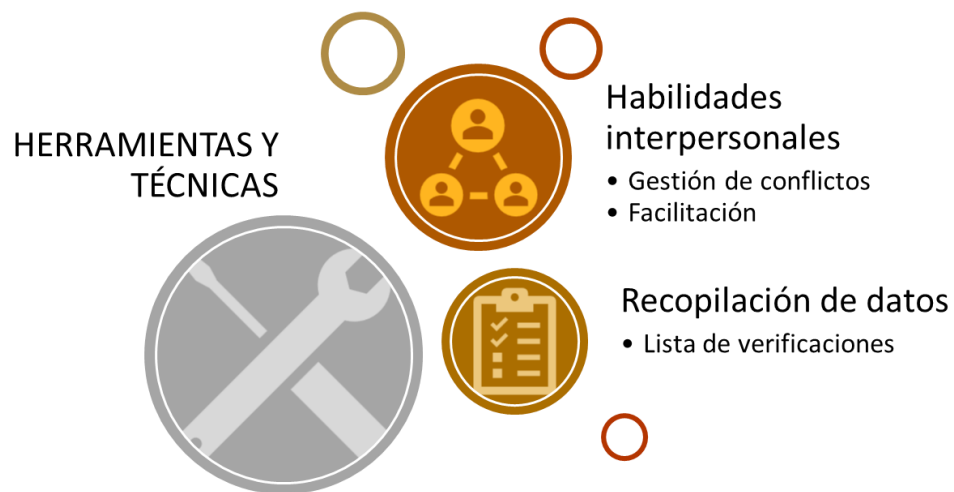 HERRAMIENTAS Y
TÉCNICAS
Habilidades
interpersonales
• Gestión de conflictos
• Facilitación
Recopilación de datos
• Lista de verificaciones